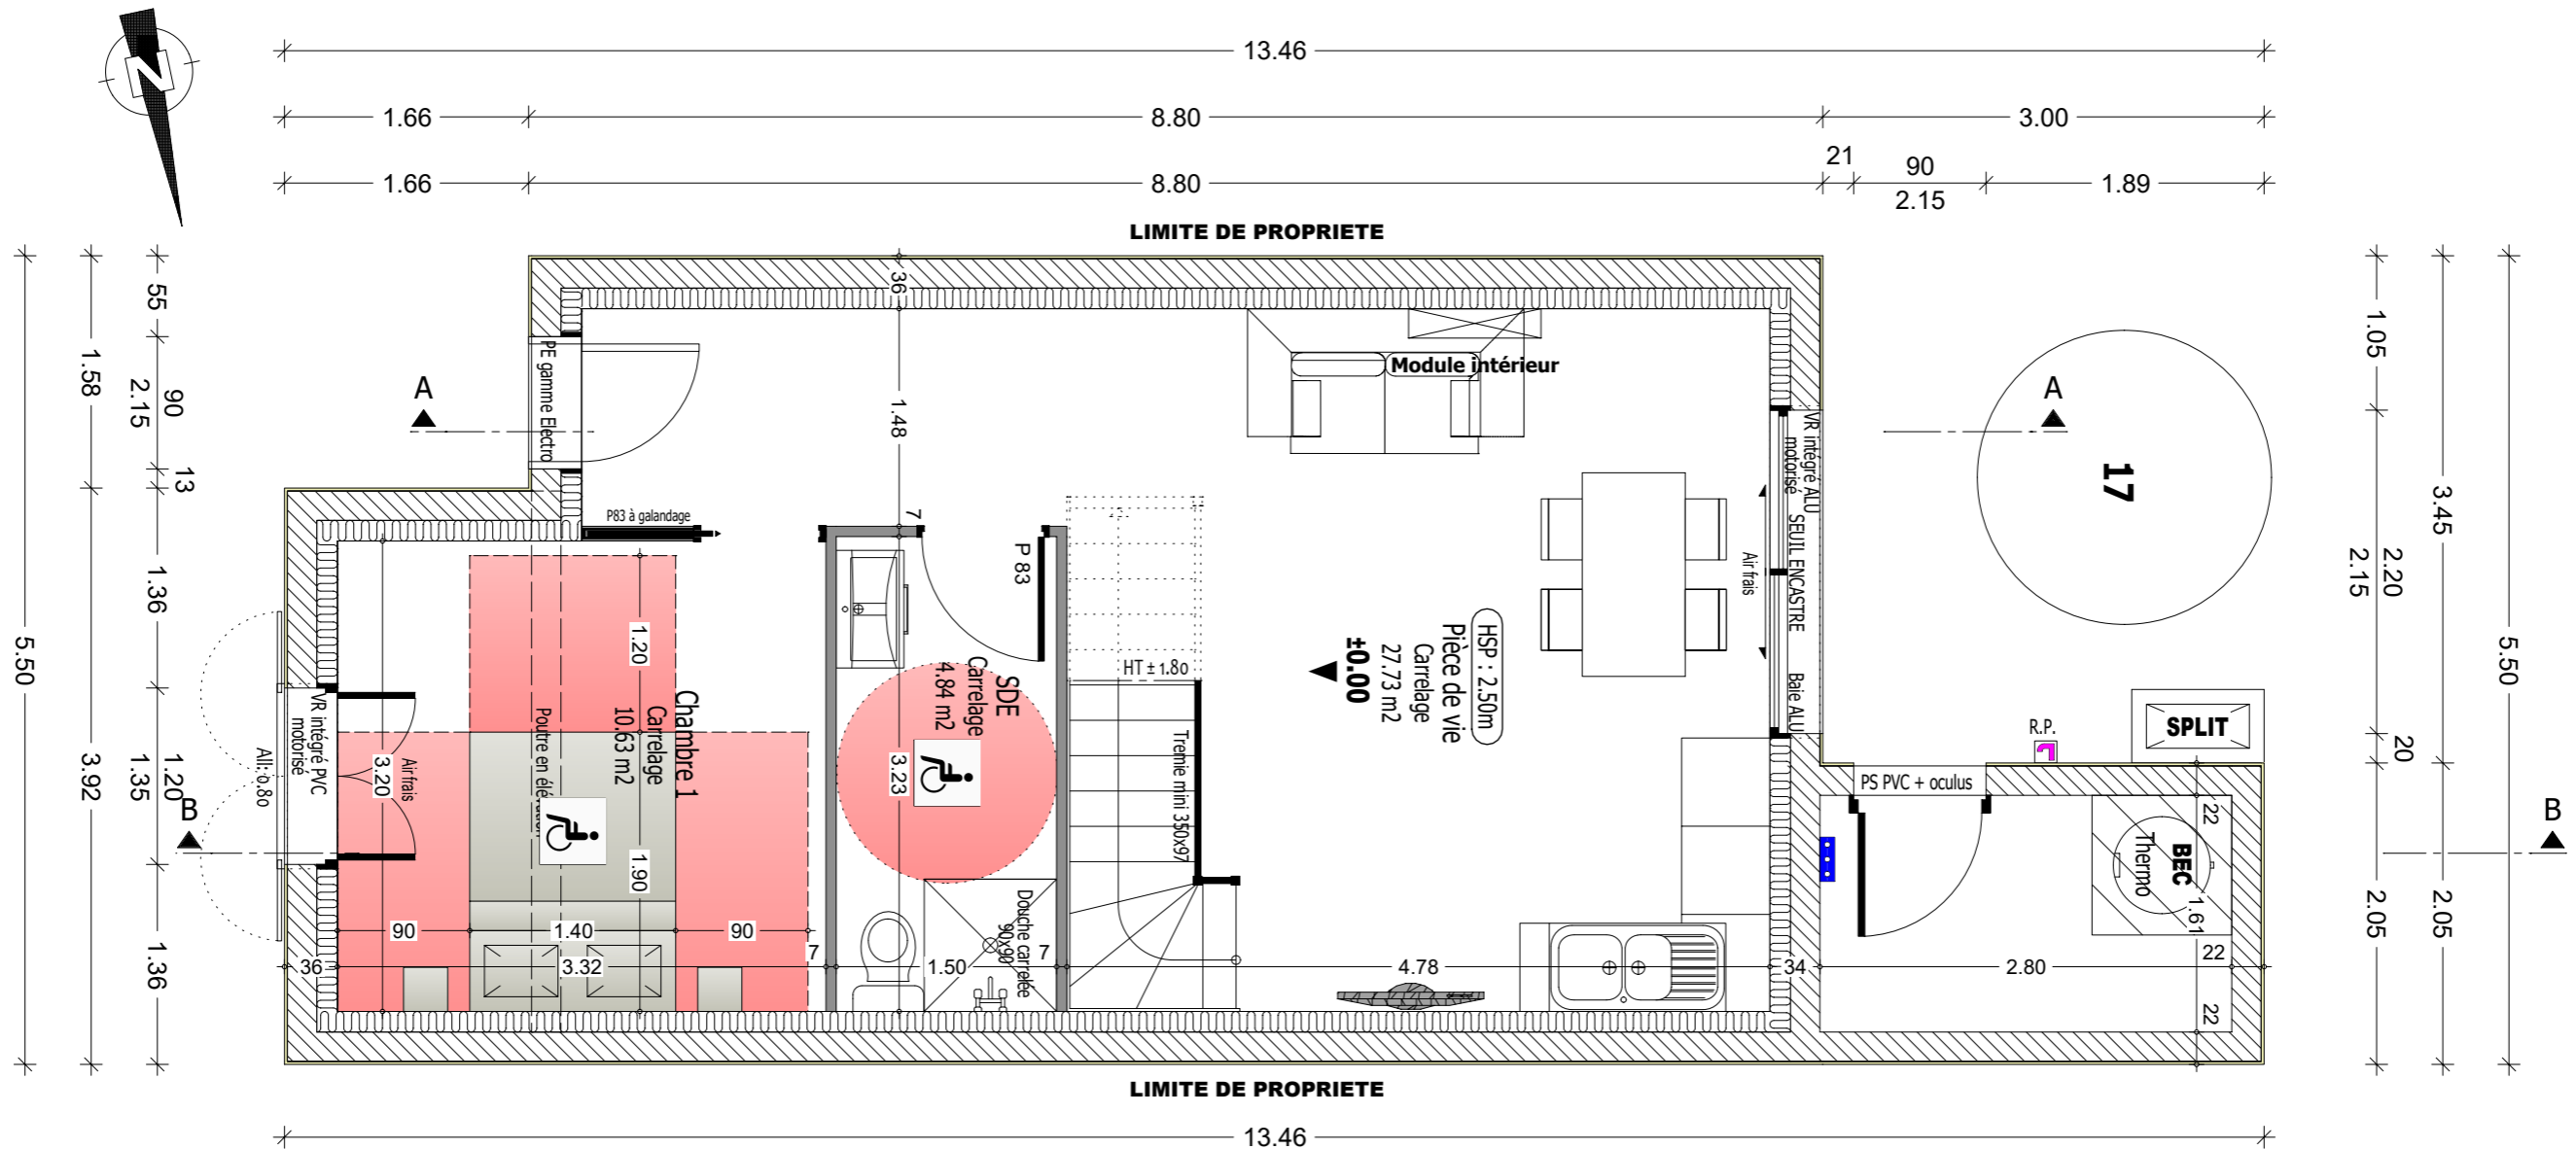 N
13.46
1.66
8.80
3.00
1.66
8.80
21
90
2.15
1.89
LIMITE DE PROPRIETE
5.50
3.92
1.58
55
90
2.15
13
1.36
1.20
1.35
1.36
A
A
B
B
PE gamme Electro
36
1.48
7
P83 à galandage
P 83
Module intérieur
VR intégré ALU
motorisé
SEUIL ENCASTRE
Baie ALU
Air frais
17
1.05
2.20
2.15
20
2.05
3.45
2.05
5.50
HSP : 2.50m
Pièce de vie
Carrelage
27.73 m2
±0.00
HT ± 1.80
Tremie mini 350x97
SDE
Carrelage
4.84 m2
3.23
Douche carrelée
90x90
Chambre 1
Carrelage
10.63 m2
Poutre en élévation
1.20
1.90
3.20
Air frais
VR intégré PVC
motorisé
All: 0.80
90
1.40
90
36
3.32
7
1.50
7
4.78
34
2.80
22
R.P.
SPLIT
PS PVC + oculus
BEC
Thermo
22
1.61
22
LIMITE DE PROPRIETE
13.46